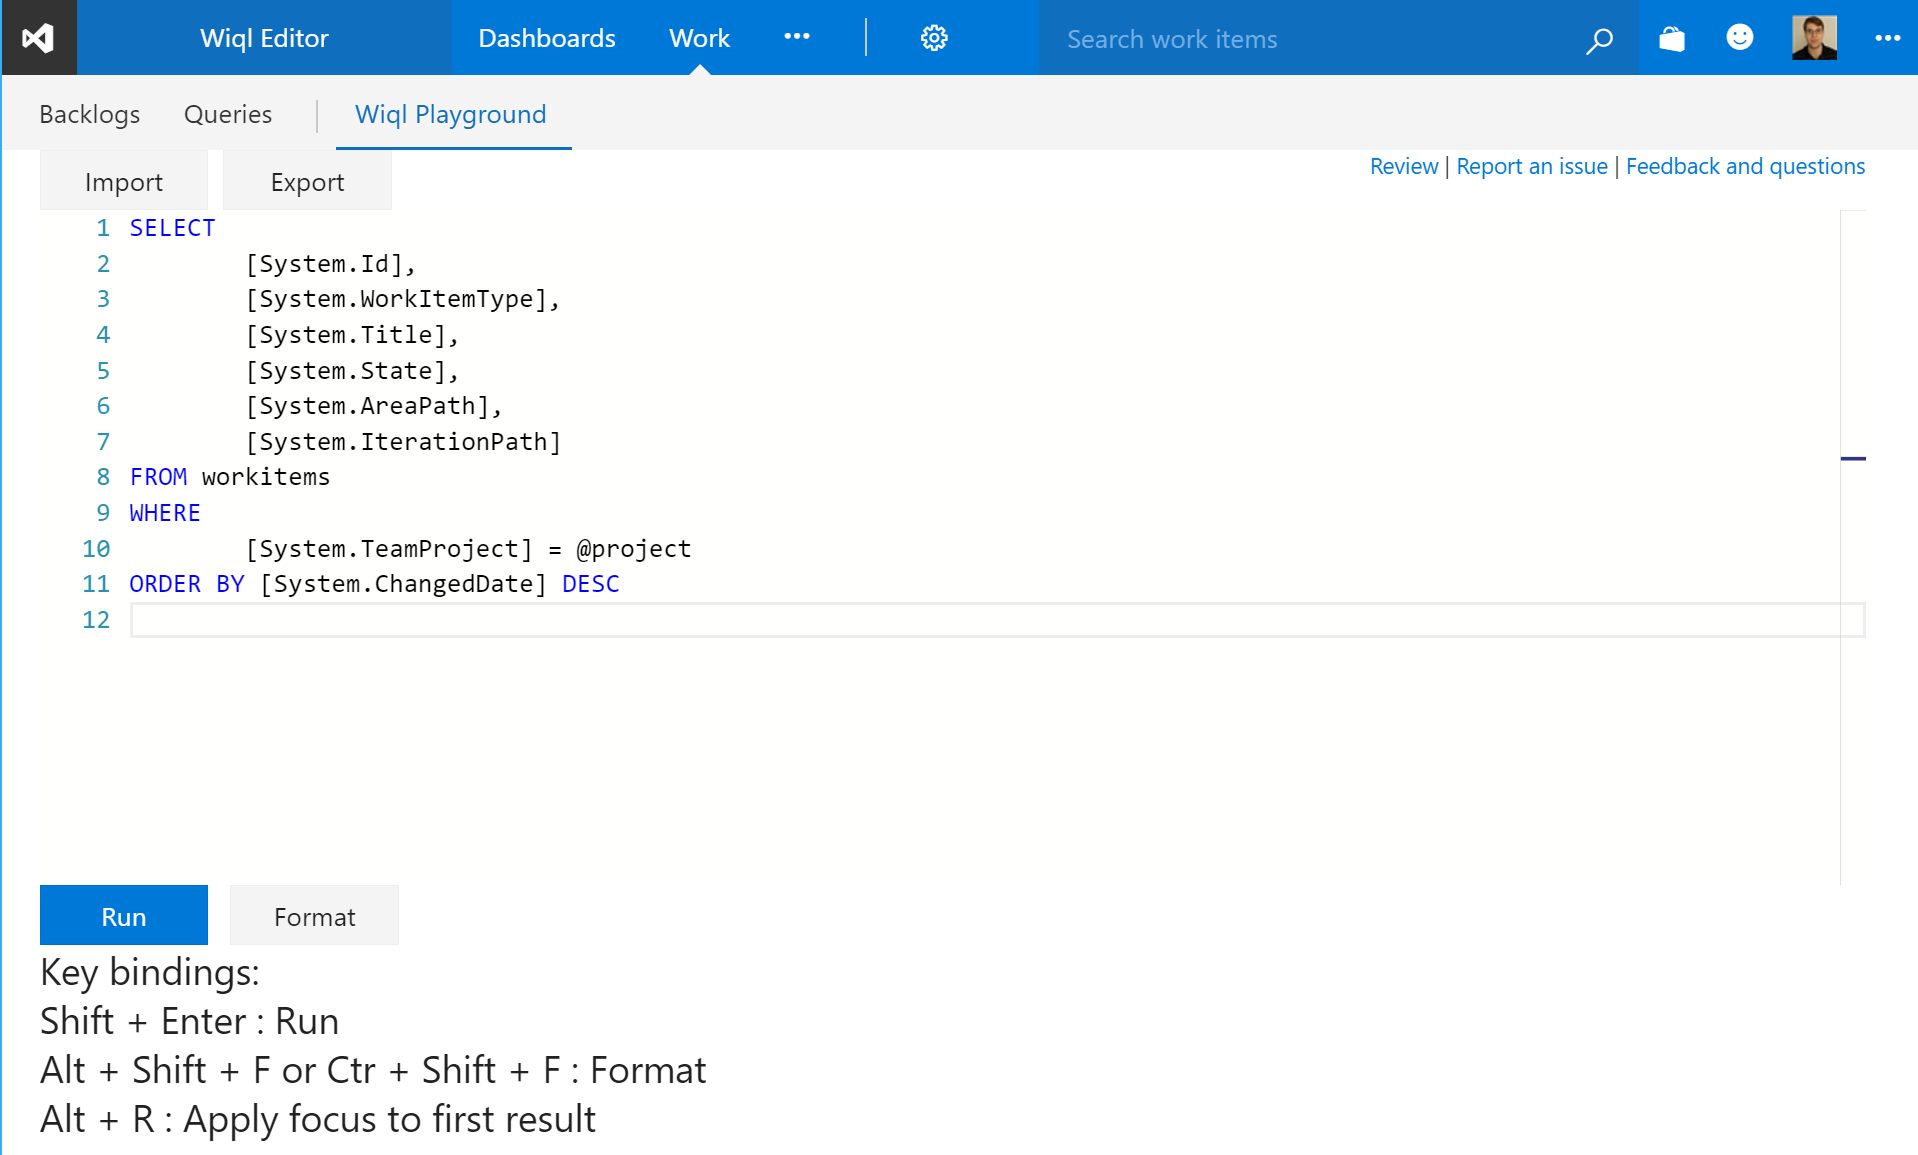 Wiql Editor Dashboards Work ... Search work items
Backlogs Queries | Wiql Playground
Import Export Review | Report an issue | Feedback and questions
1 SELECT
2 [System.Id],
3 [System.WorkItemType],
4 [System.Title],
5 [System.State],
6 [System.AreaPath],
7 [System.IterationPath]
8 FROM workitems
9 WHERE
10 [System.TeamProject] = @project
11 ORDER BY [System.ChangedDate] DESC
12
Run Format
Key bindings:
Shift + Enter : Run
Alt + Shift + F or Ctr + Shift + F : Format
Alt + R : Apply focus to first result